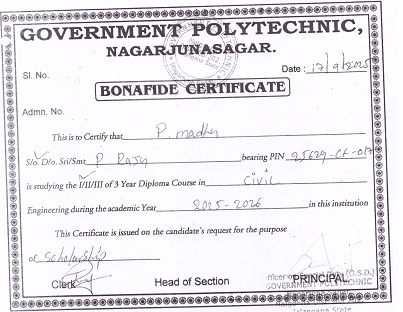 GOVERNMENT POLYTECHNIC,
NAGARJUNASAGAR.
Sl. No.
Date : 17/9/2025
BONAFIDE CERTIFICATE
Admn. No.
This is to Certify that P. madhu
S/o. D/o. Sri/Smt P Raju bearing PIN 25629-CE-017
is studying the I/II/III of 3 Year Diploma Course in Civil
Engineering during the academic Year 2025-2026 in this institution
This Certificate is issued on the candidate's request for the purpose
of Scholarship
Clerk Head of Section PRINCIPAL
(O.S.D.)
GOVERNMENT POLYTECHNIC
Telangana State